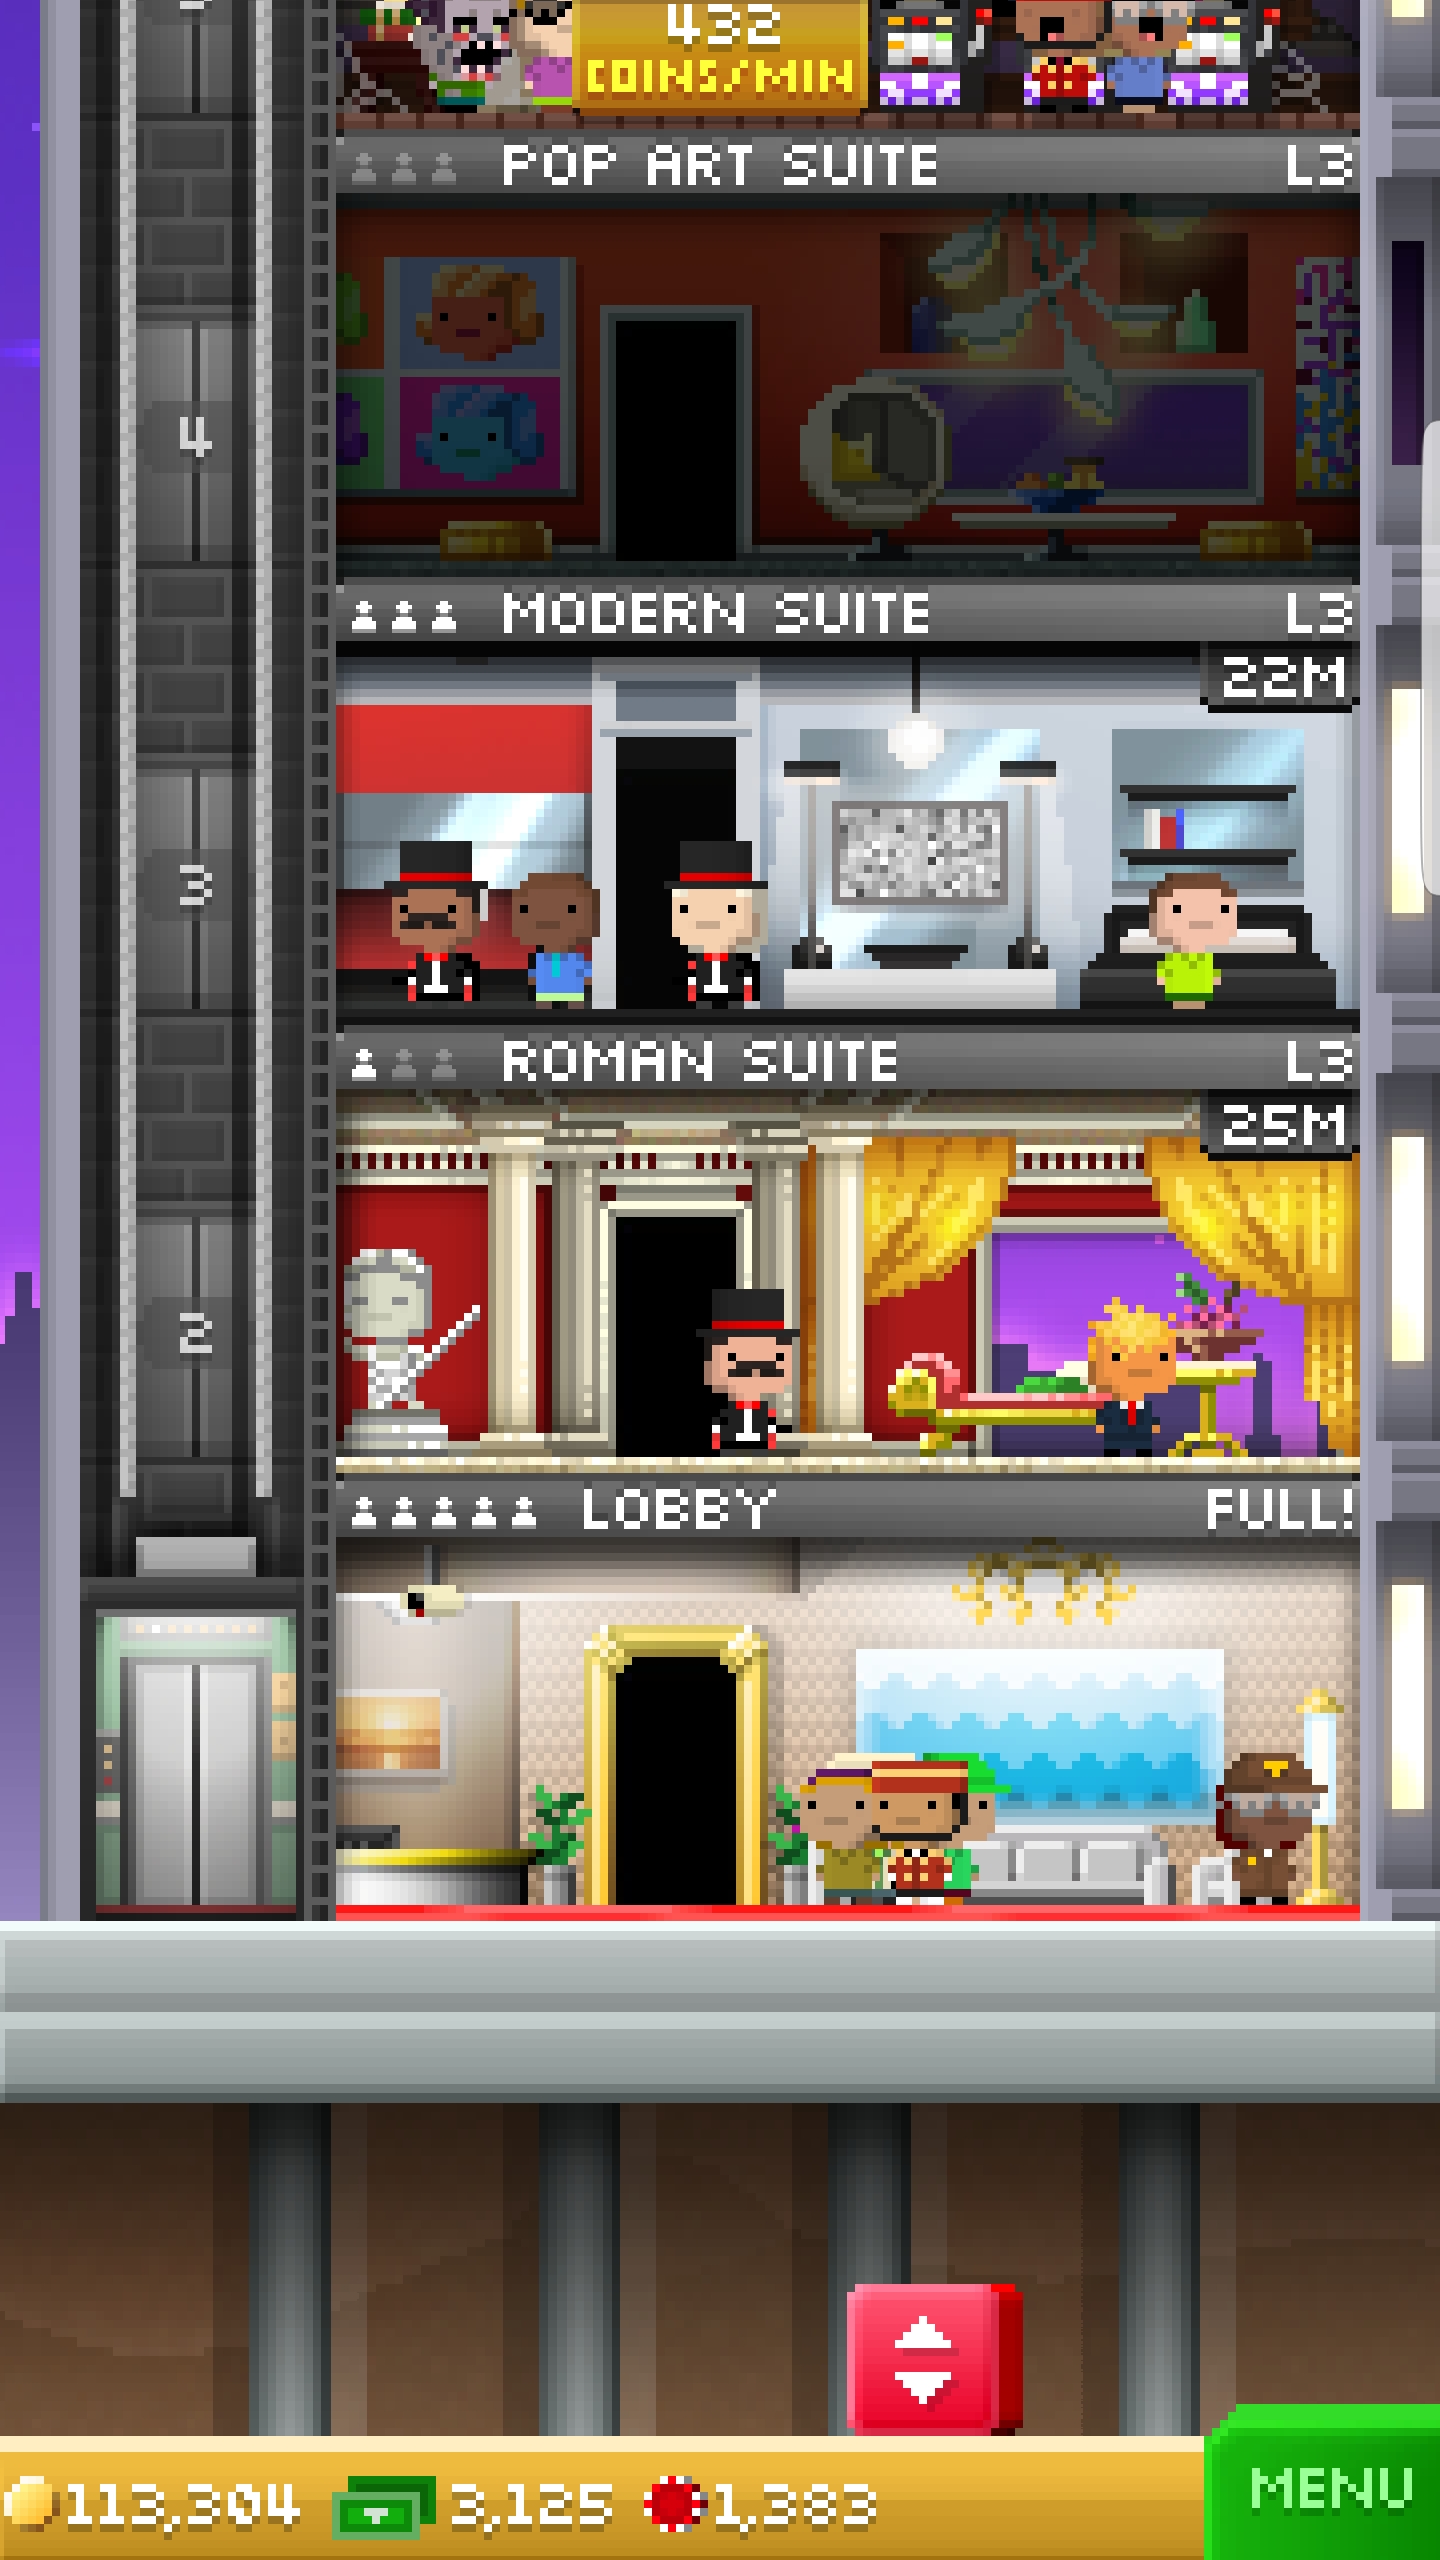 432
COINS/MIN
POP ART SUITE L3
4
MODERN SUITE L3
22M
3
ROMAN SUITE L3
25M
2
LOBBY FULL!
113,304 3,125 1,383
MENU